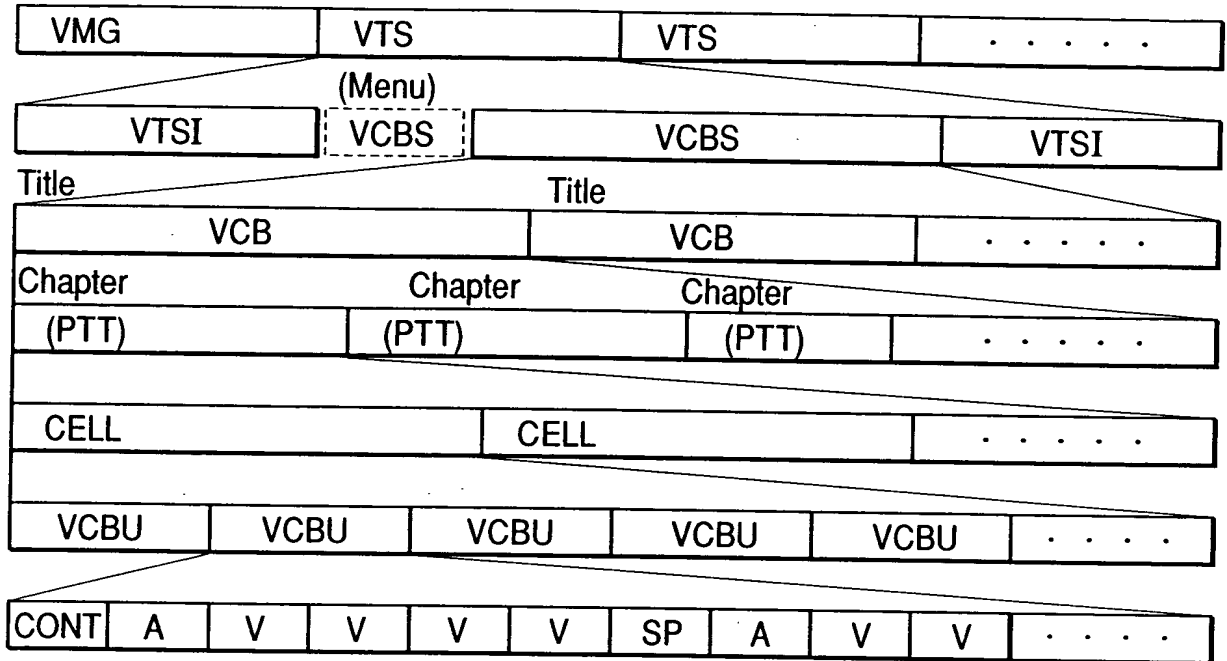 VMG VTS VTS . . . . .
(Menu)
VTSI VCBS VCBS VTSI
Title Title
VCB VCB . . . . .
Chapter Chapter Chapter
(PTT) (PTT) (PTT) . . . . .
CELL CELL . . . . .
VCBU VCBU VCBU VCBU VCBU . . . .
CONT A V V V V SP A V V . . . .